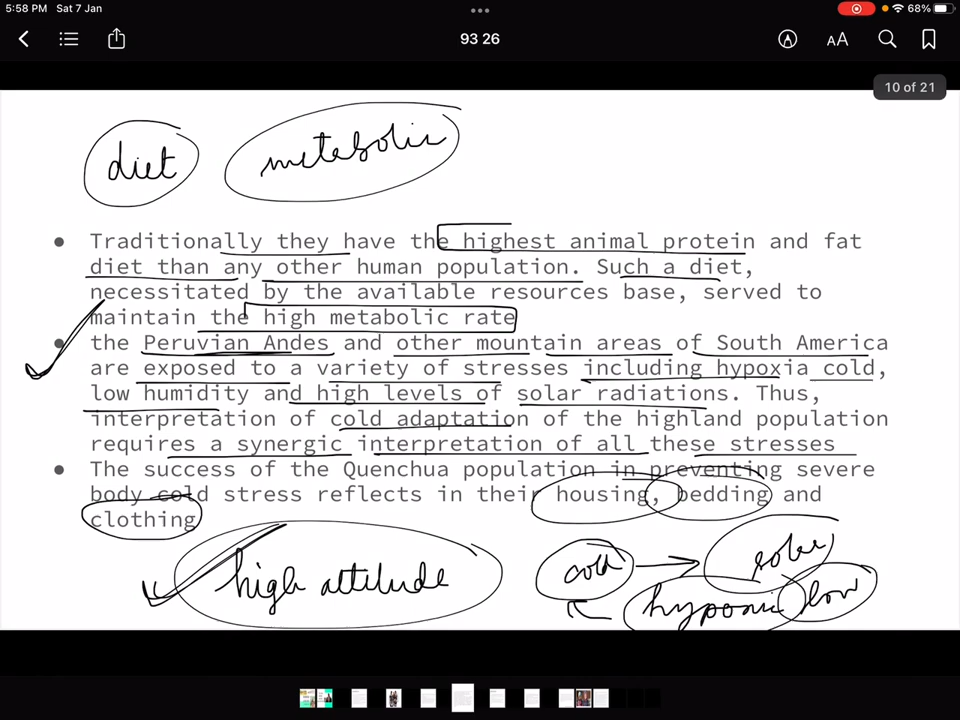 5:58 PM Sat 7 Jan
68%
93 26
AA
10 of 21
diet metabolic
● Traditionally they have the highest animal protein and fat
diet than any other human population. Such a diet,
necessitated by the available resources base, served to
maintain the high metabolic rate
● the Peruvian Andes and other mountain areas of South America
are exposed to a variety of stresses including hypoxia cold,
low humidity and high levels of solar radiations. Thus,
interpretation of cold adaptation of the highland population
requires a synergic interpretation of all these stresses
● The success of the Quenchua population in preventing severe
body cold stress reflects in their housing, bedding and
clothing
high attitude
cold → 
hypoxic low